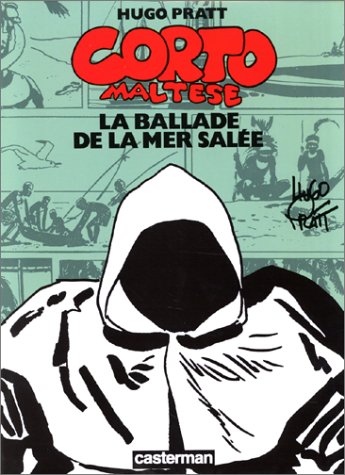 HUGO PRATT
CORTO
MALTESE
LA BALLADE
DE LA MER SALÉE
HUGO
PRATT
casterman